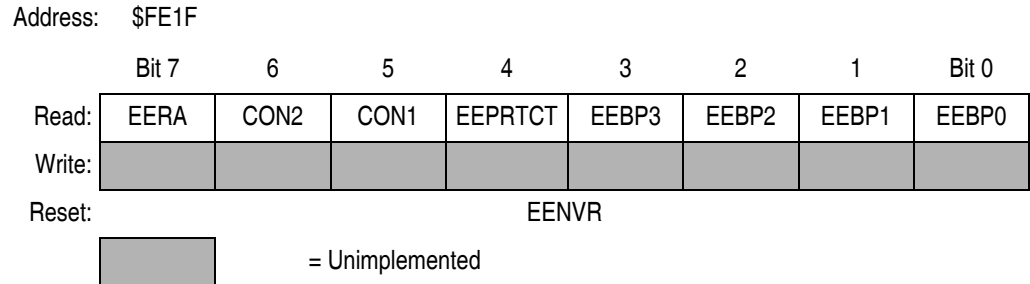 Address: $FE1F
Bit 7 6 5 4 3 2 1 Bit 0
Read: EERA CON2 CON1 EEPRTCT EEBP3 EEBP2 EEBP1 EEBP0
Write:
Reset: EENVR
= Unimplemented